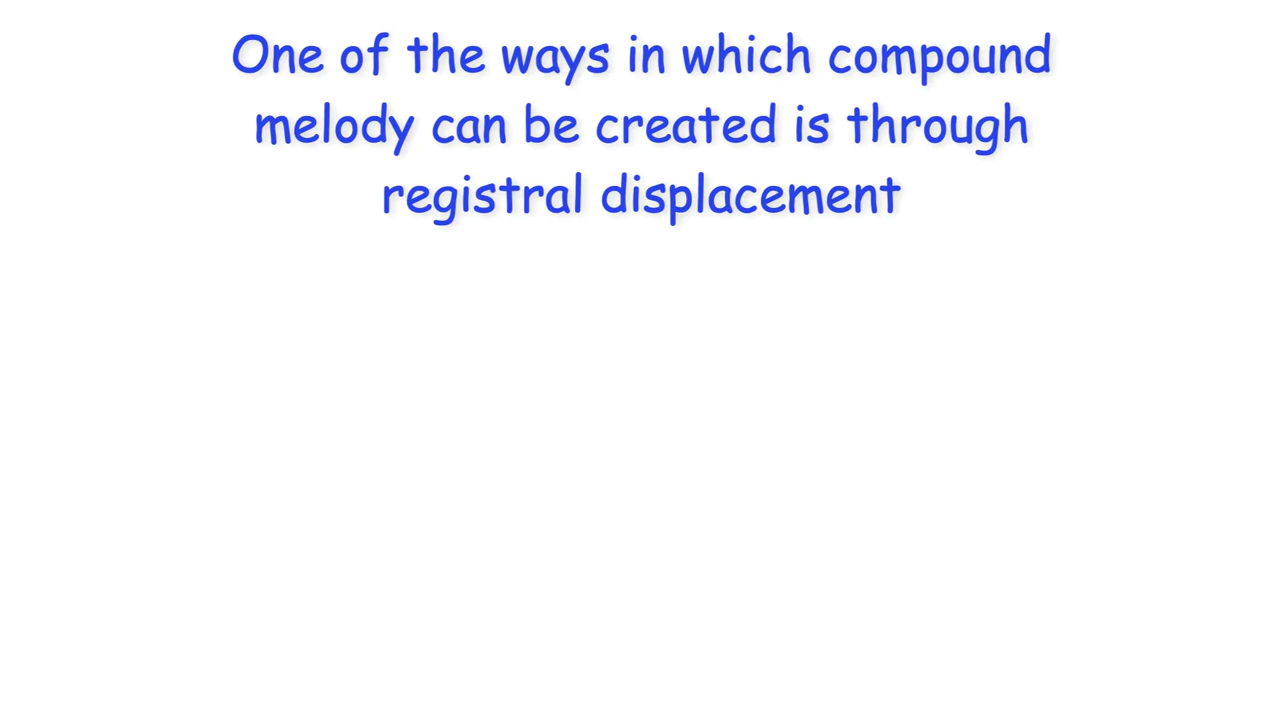 One of the ways in which compound
melody can be created is through
registral displacement